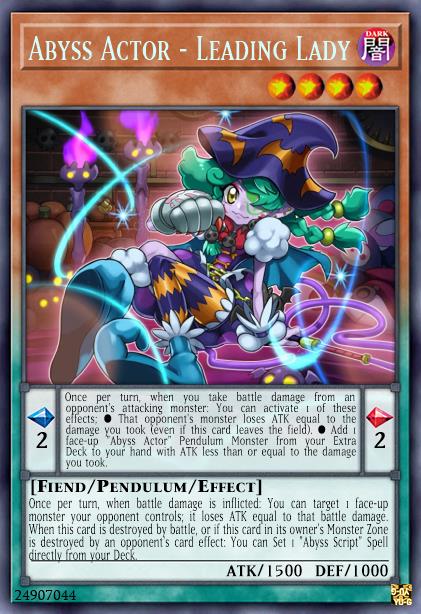 Abyss Actor - Leading Lady
DARK
闇
Once per turn, when you take battle damage from an
opponent's attacking monster: You can activate 1 of these
effects; ● That opponent's monster loses ATK equal to the
damage you took (even if this card leaves the field). ● Add 1
face-up "Abyss Actor" Pendulum Monster from your Extra
Deck to your hand with ATK less than or equal to the damage
you took.
2
2
[Fiend/Pendulum/Effect]
Once per turn, when battle damage is inflicted: You can target 1 face-up
monster your opponent controls; it loses ATK equal to that battle damage.
When this card is destroyed by battle, or if this card in its owner's Monster Zone
is destroyed by an opponent's card effect: You can Set 1 "Abyss Script" Spell
directly from your Deck.
ATK/1500 DEF/1000
24907044